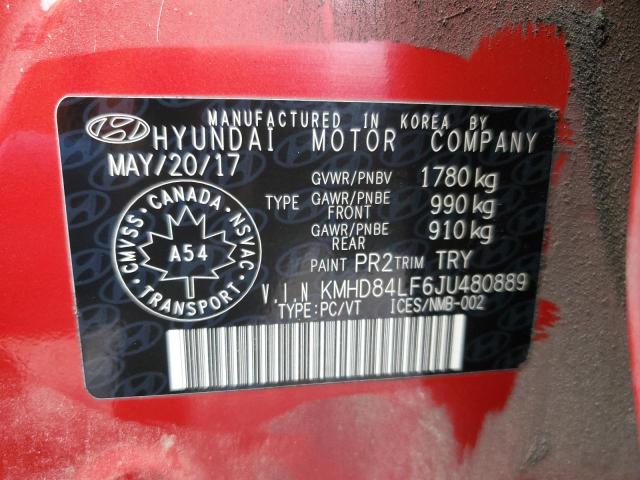 MANUFACTURED IN KOREA BY
HYUNDAI MOTOR COMPANY
MAY/20/17
GVWR/PNBV 1780 kg
TYPE GAWR/PNBE FRONT 990 kg
GAWR/PNBE REAR 910 kg
PAINT PR2 TRIM TRY
V.I.N KMHD84LF6JU480889
TYPE:PC/VT ICES/NMB-002
CANADA
CMVSS NSVAC
A54
TRANSPORT